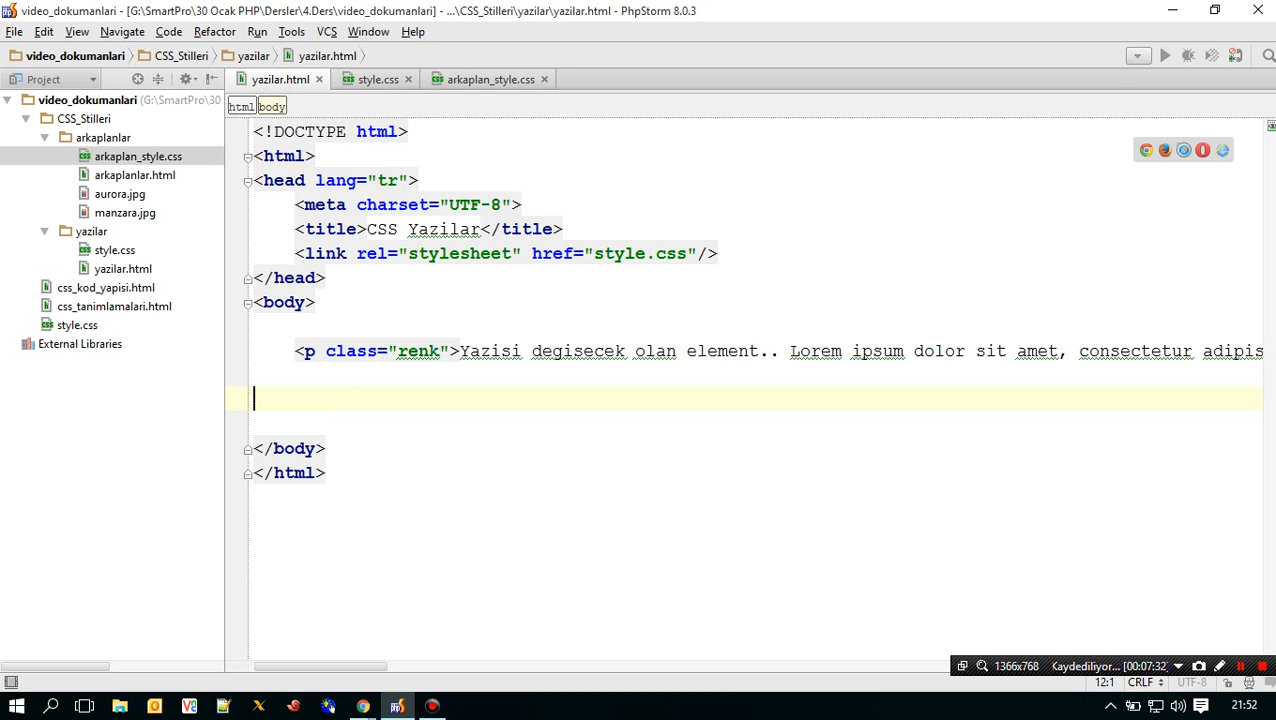 video_dokumanlari - [G:\SmartPro\30 Ocak PHP\Dersler\4.Ders\video_dokumanlari] - ...\CSS_Stilleri\yazilar\yazilar.html - PhpStorm 8.0.3
File Edit View Navigate Code Refactor Run Tools VCS Window Help
video_dokumanlari CSS_Stilleri yazilar yazilar.html
Project yazilar.html style.css arkaplan_style.css
html body
video_dokumanlari (G:\SmartPro\30
CSS_Stilleri
arkaplanlar
arkaplan_style.css
arkaplanlar.html
aurora.jpg
manzara.jpg
yazilar
style.css
yazilar.html
css_kod_yapisi.html
css_tanimlamalari.html
style.css
External Libraries
<!DOCTYPE html>
<html>
<head lang="tr">
<meta charset="UTF-8">
<title>CSS Yazilar</title>
<link rel="stylesheet" href="style.css"/>
</head>
<body>
<p class="renk">Yazisi degisecek olan element.. Lorem ipsum dolor sit amet, consectetur adipis
</body>
</html>
1366x768 Kaydediliyor... [00:07:32]
12:1 CRLF UTF-8
21:52